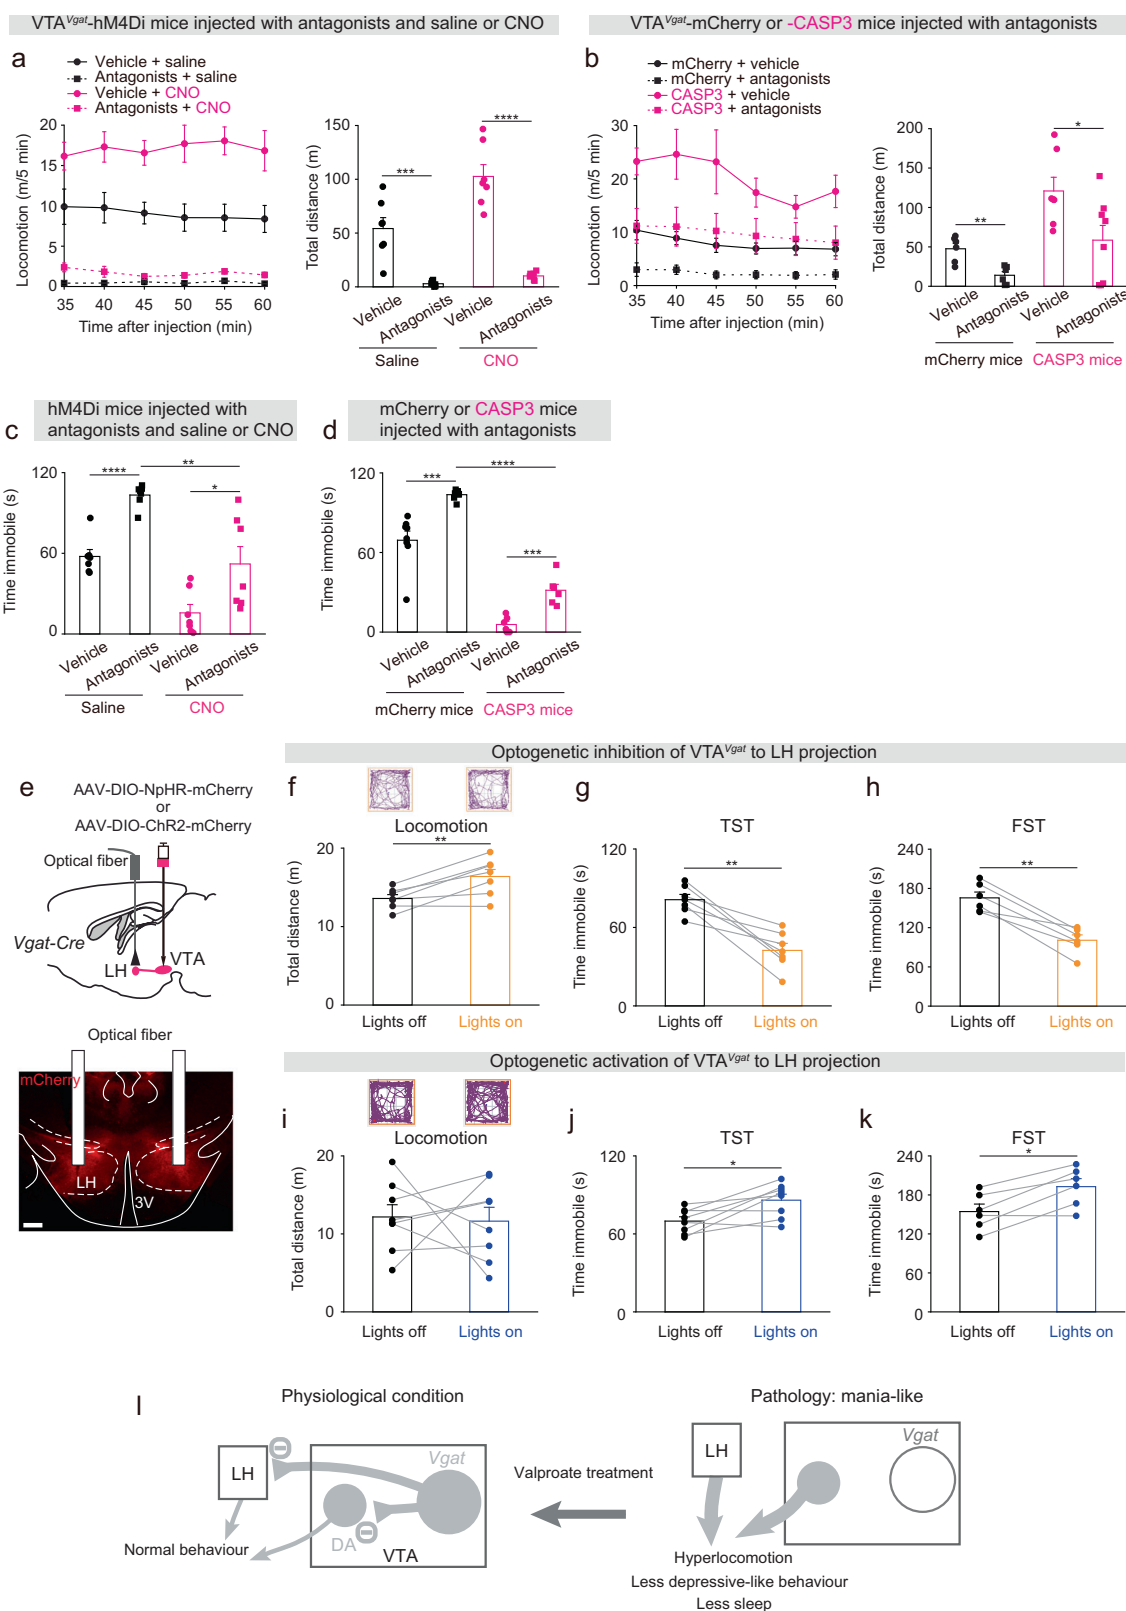 VTAVgat-hM4Di mice injected with antagonists and saline or CNO
VTAVgat-mCherry or -CASP3 mice injected with antagonists
a
Vehicle + saline
Antagonists + saline
Vehicle + CNO
Antagonists + CNO
Locomotion (m/5 min)
20
15
10
5
0
35 40 45 50 55 60
Time after injection (min)
Total distance (m)
150
100
50
0
***
****
Vehicle
Antagonists
Vehicle
Antagonists
Saline
CNO
b
mCherry + vehicle
mCherry + antagonists
CASP3 + vehicle
CASP3 + antagonists
Locomotion (m/5 min)
30
20
10
0
35 40 45 50 55 60
Time after injection (min)
Total distance (m)
200
150
100
50
0
**
*
Vehicle
Antagonists
Vehicle
Antagonists
mCherry mice
CASP3 mice
c
hM4Di mice injected with
antagonists and saline or CNO
Time immobile (s)
120
60
0
****
**
*
Vehicle
Antagonists
Vehicle
Antagonists
Saline
CNO
d
mCherry or CASP3 mice
injected with antagonists
Time immobile (s)
120
60
0
***
****
***
Vehicle
Antagonists
Vehicle
Antagonists
mCherry mice
CASP3 mice
e
AAV-DIO-NpHR-mCherry
or
AAV-DIO-ChR2-mCherry
Optical fiber
Vgat-Cre
LH
VTA
Optical fiber
mCherry
LH
3V
Optogenetic inhibition of VTAVgat to LH projection
f
Locomotion
**
Total distance (m)
20
10
0
Lights off Lights on
g
TST
**
Time immobile (s)
120
60
0
Lights off Lights on
h
FST
**
Time immobile (s)
240
180
120
60
0
Lights off Lights on
Optogenetic activation of VTAVgat to LH projection
i
Locomotion
Total distance (m)
20
10
0
Lights off Lights on
j
TST
*
Time immobile (s)
120
60
0
Lights off Lights on
k
FST
*
Time immobile (s)
240
180
120
60
0
Lights off Lights on
l
Physiological condition
LH
Vgat
DA
VTA
Normal behaviour
Valproate treatment
Pathology: mania-like
LH
Vgat
Hyperlocomotion
Less depressive-like behaviour
Less sleep